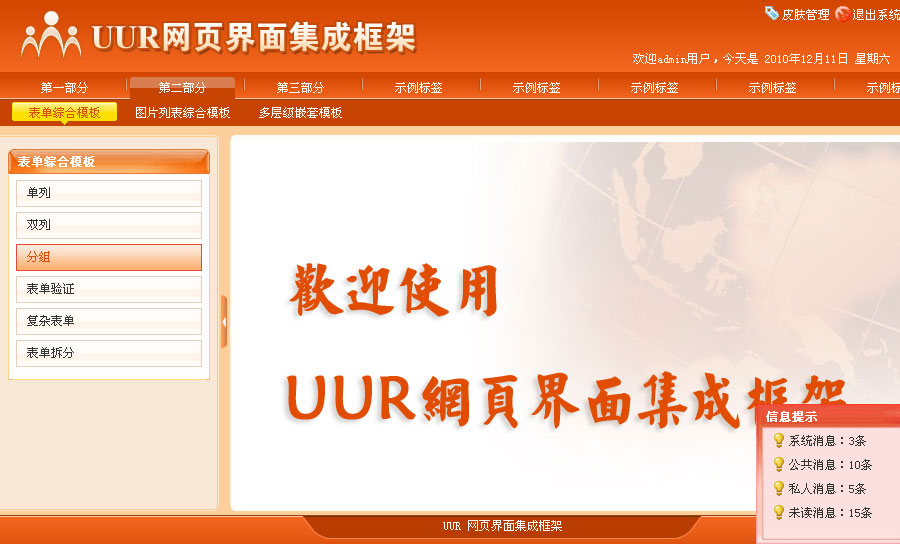 皮肤管理 退出系统
UUR网页界面集成框架
欢迎admin用户，今天是 2010年12月11日 星期六
第一部分 第二部分 第三部分 示例标签 示例标签 示例标签 示例标签 示例标
表单综合模板 图片列表综合模板 多层级嵌套模板
表单综合模板
单列
双列
分组
表单验证
复杂表单
表单拆分
歡迎使用
UUR網頁界面集成框架
信息提示
系统消息：3条
公共消息：10条
私人消息：5条
未读消息：15条
UUR 网页界面集成框架